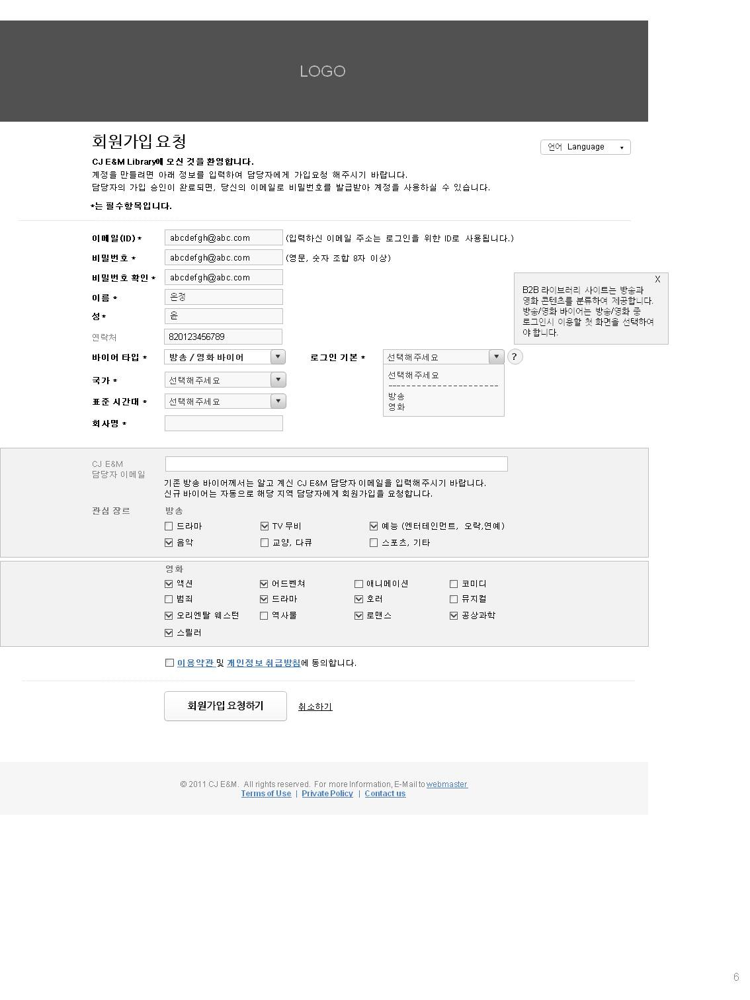 LOGO
회원가입 요청
언어 Language
CJ E&M Library에 오신 것을 환영합니다.
계정을 만들려면 아래 정보를 입력하여 담당자에게 가입요청 해주시기 바랍니다.
담당자의 가입 승인이 완료되면, 당신의 이메일로 비밀번호를 발급받아 계정을 사용하실 수 있습니다.
*는 필수항목입니다.
이메일(ID) * abcdefgh@abc.com (입력하신 이메일 주소는 로그인을 위한 ID로 사용됩니다.)
비밀번호 * abcdefgh@abc.com (영문, 숫자 조합 8자 이상)
비밀번호 확인 * abcdefgh@abc.com
이름 * 은정
성 * 윤
연락처 820123456789
X
B2B 라이브러리 사이트는 방송과
영화 콘텐츠를 분류하여 제공합니다.
방송/영화 바이어는 방송/영화 중
로그인시 이용할 첫 화면을 선택하여
야 합니다.
바이어 타입 * 방송 / 영화 바이어 로그인 기본 * 선택해주세요 ?
선택해주세요
----------------------
방송
영화
국가 * 선택해주세요
표준 시간대 * 선택해주세요
회사명 *
CJ E&M
담당자 이메일
기존 방송 바이어께서는 알고 계신 CJ E&M 담당자 이메일을 입력해주시기 바랍니다.
신규 바이어는 자동으로 해당 지역 담당자에게 회원가입을 요청합니다.
관심 장르 방송
드라마 TV 무비 예능 (엔터테인먼트, 오락,연예)
음악 교양, 다큐 스포츠, 기타
영화
액션 어드벤쳐 애니메이션 코미디
범죄 드라마 호러 뮤지컬
오리엔탈 웨스턴 역사물 로맨스 공상과학
스릴러
이용약관 및 개인정보 취급방침에 동의합니다.
회원가입 요청하기 취소하기
© 2011 CJ E&M. All rights reserved. For more Information, E-Mail to webmaster
Terms of Use | Private Policy | Contact us
6